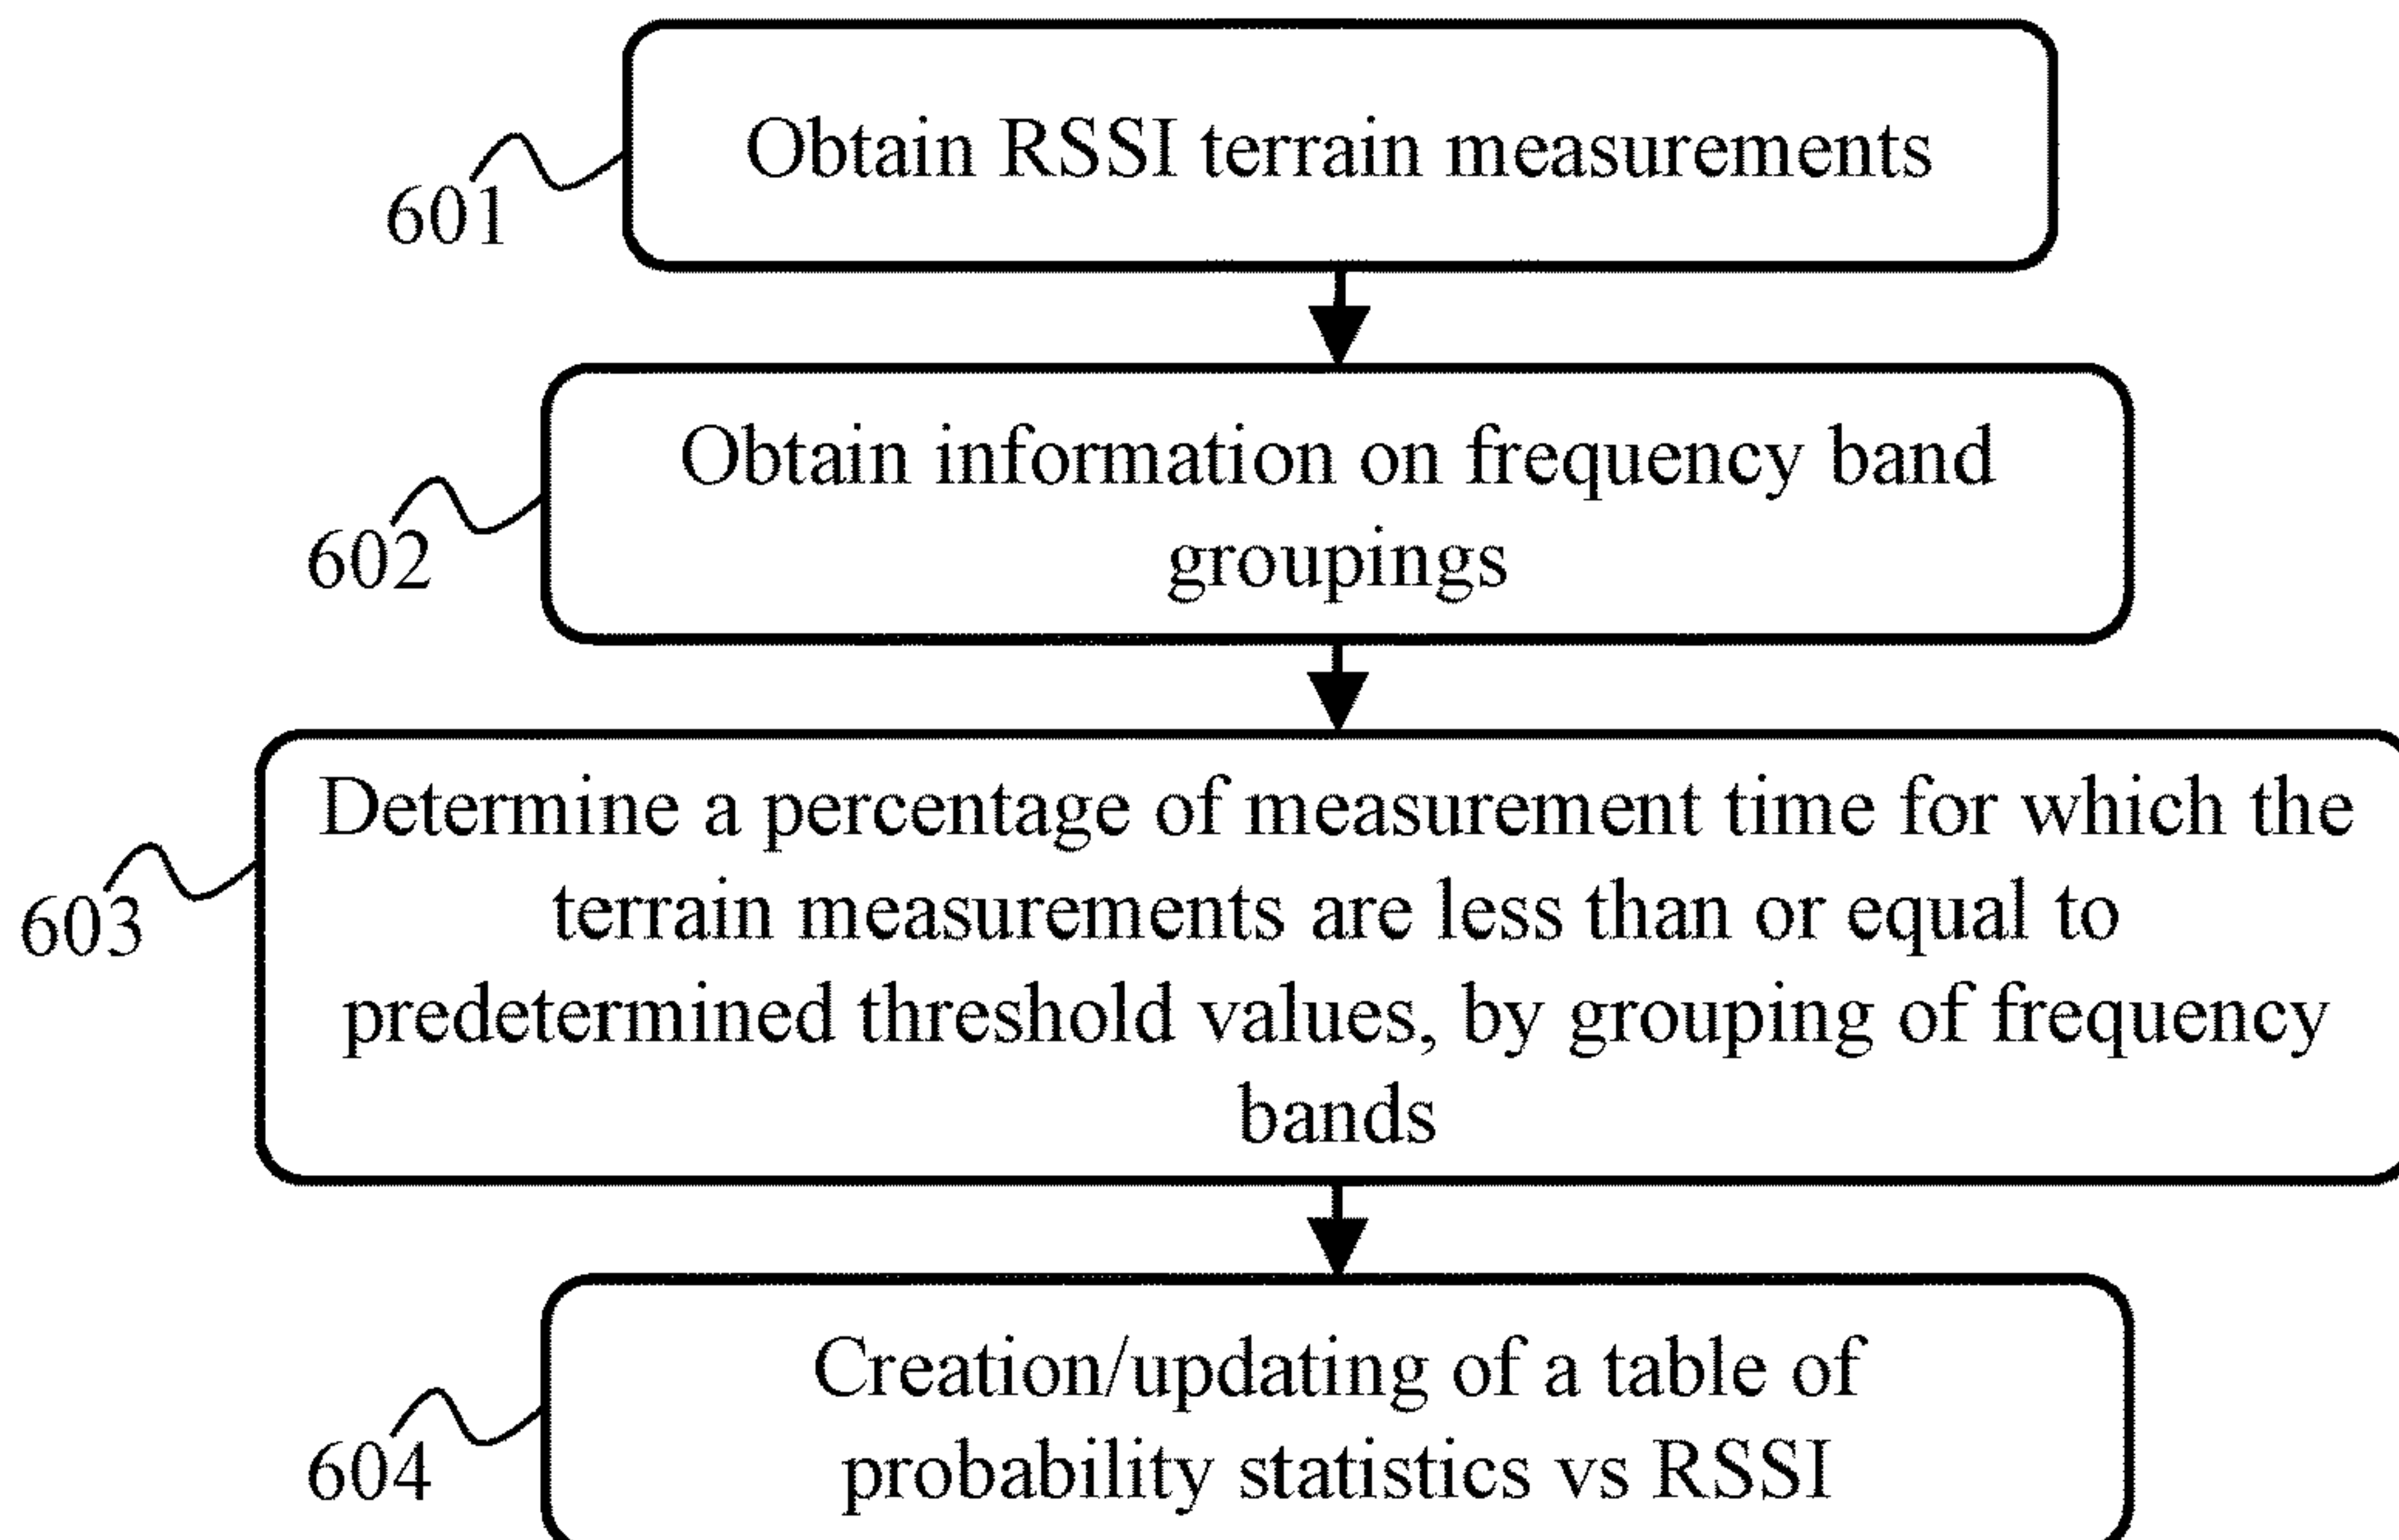 Obtain RSSI terrain measurements
601
Obtain information on frequency band
groupings
602
Determine a percentage of measurement time for which the
terrain measurements are less than or equal to
predetermined threshold values, by grouping of frequency
bands
603
Creation/updating of a table of
probability statistics vs RSSI
604